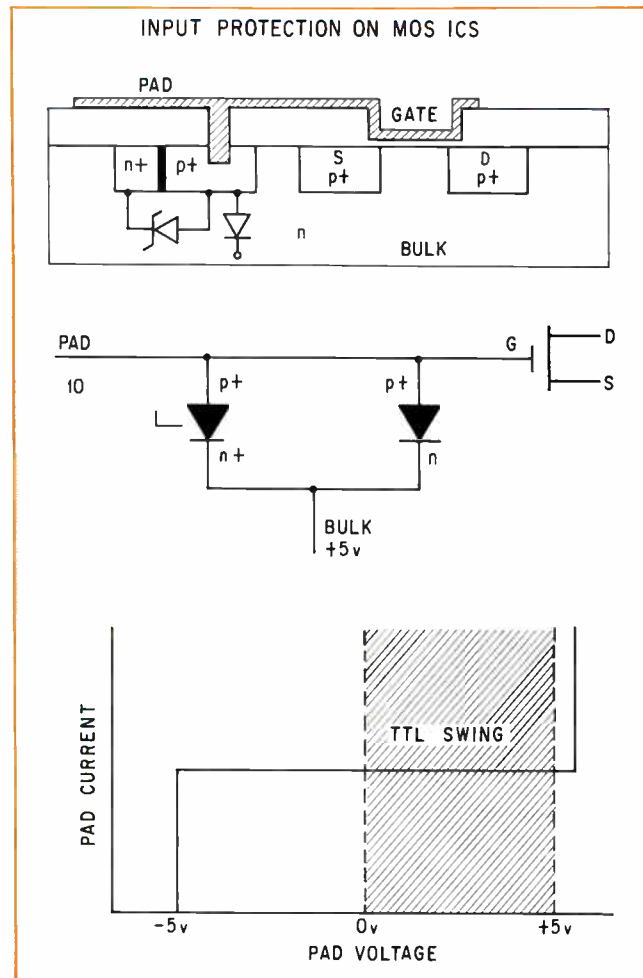 INPUT PROTECTION ON MOS ICS
PAD
GATE
n+ p+
S
p+
D
p+
n
BULK
PAD
10
p+
n+
p+
n
G
D
S
BULK
+5v
PAD CURRENT
TTL SWING
-5v 0v +5v
PAD VOLTAGE